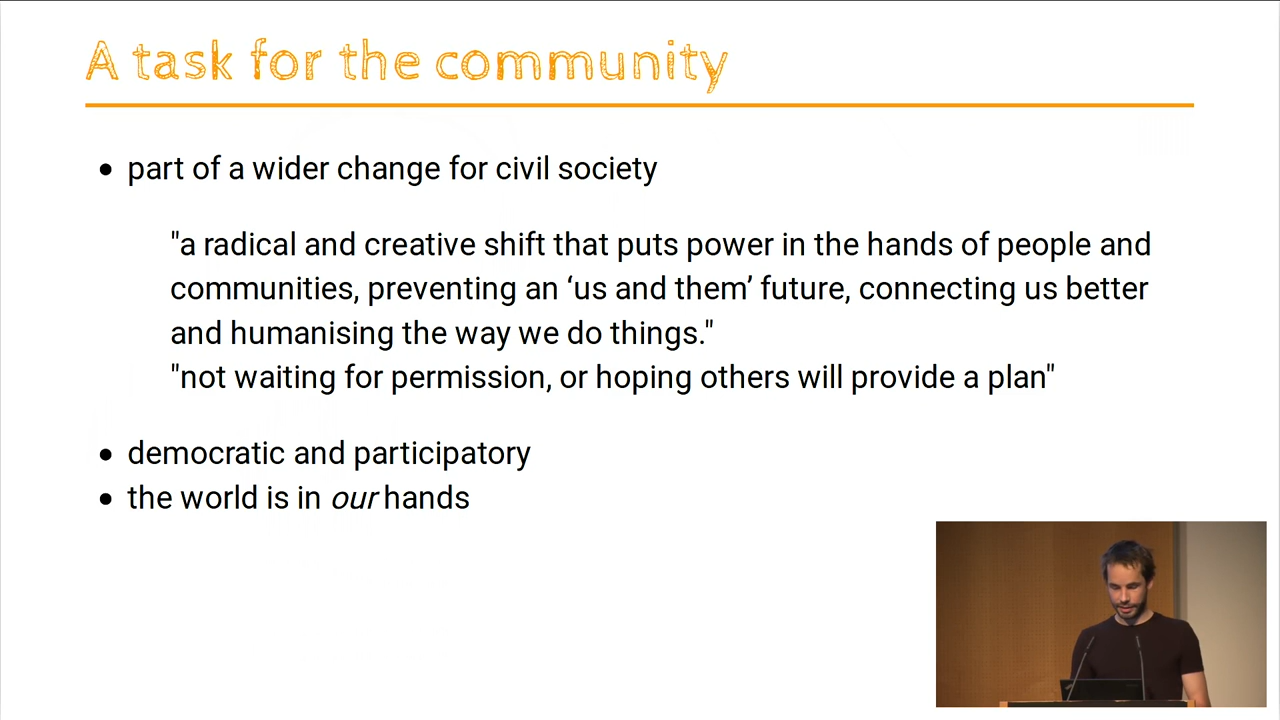 A task for the community
part of a wider change for civil society
"a radical and creative shift that puts power in the hands of people and
communities, preventing an ‘us and them’ future, connecting us better
and humanising the way we do things."
"not waiting for permission, or hoping others will provide a plan"
democratic and participatory
the world is in our hands